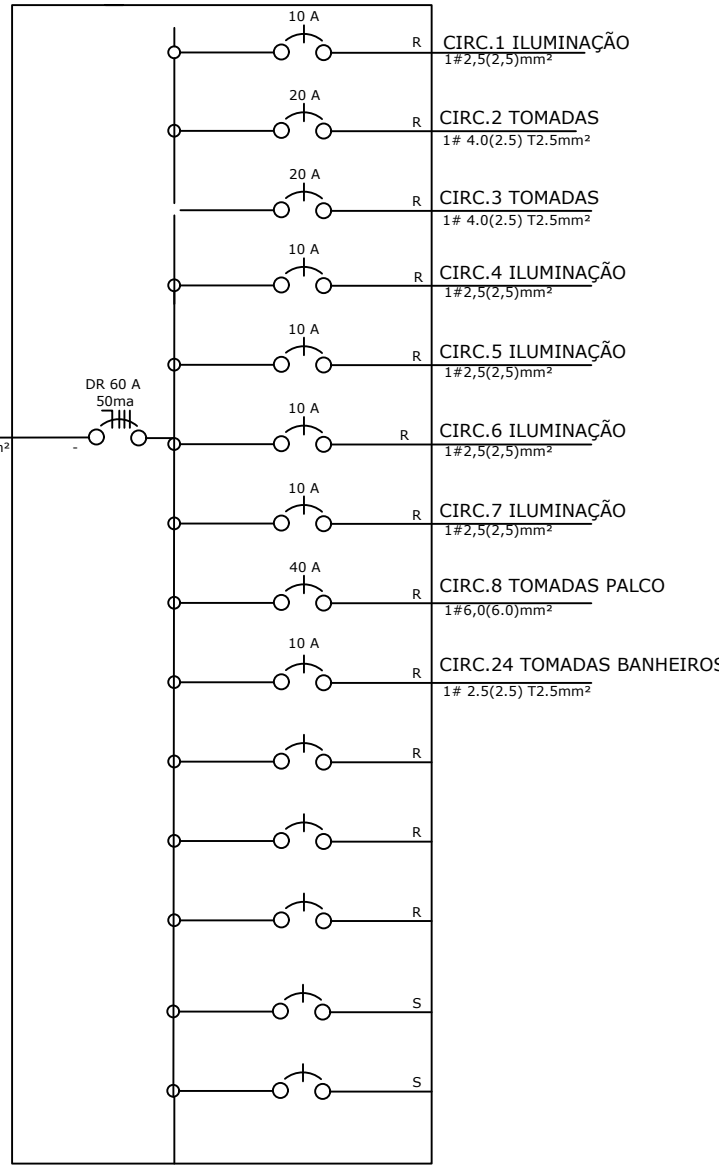 10 A
R CIRC.1 ILUMINAÇÃO
1#2,5(2,5)mm²
20 A
R CIRC.2 TOMADAS
1# 4.0(2.5) T2.5mm²
20 A
R CIRC.3 TOMADAS
1# 4.0(2.5) T2.5mm²
10 A
R CIRC.4 ILUMINAÇÃO
1#2,5(2,5)mm²
10 A
R CIRC.5 ILUMINAÇÃO
1#2,5(2,5)mm²
DR 60 A
50ma
-
10 A
R CIRC.6 ILUMINAÇÃO
1#2,5(2,5)mm²
10 A
R CIRC.7 ILUMINAÇÃO
1#2,5(2,5)mm²
40 A
R CIRC.8 TOMADAS PALCO
1#6,0(6.0)mm²
10 A
R CIRC.24 TOMADAS BANHEIROS
1# 2.5(2.5) T2.5mm²
R
R
R
S
S